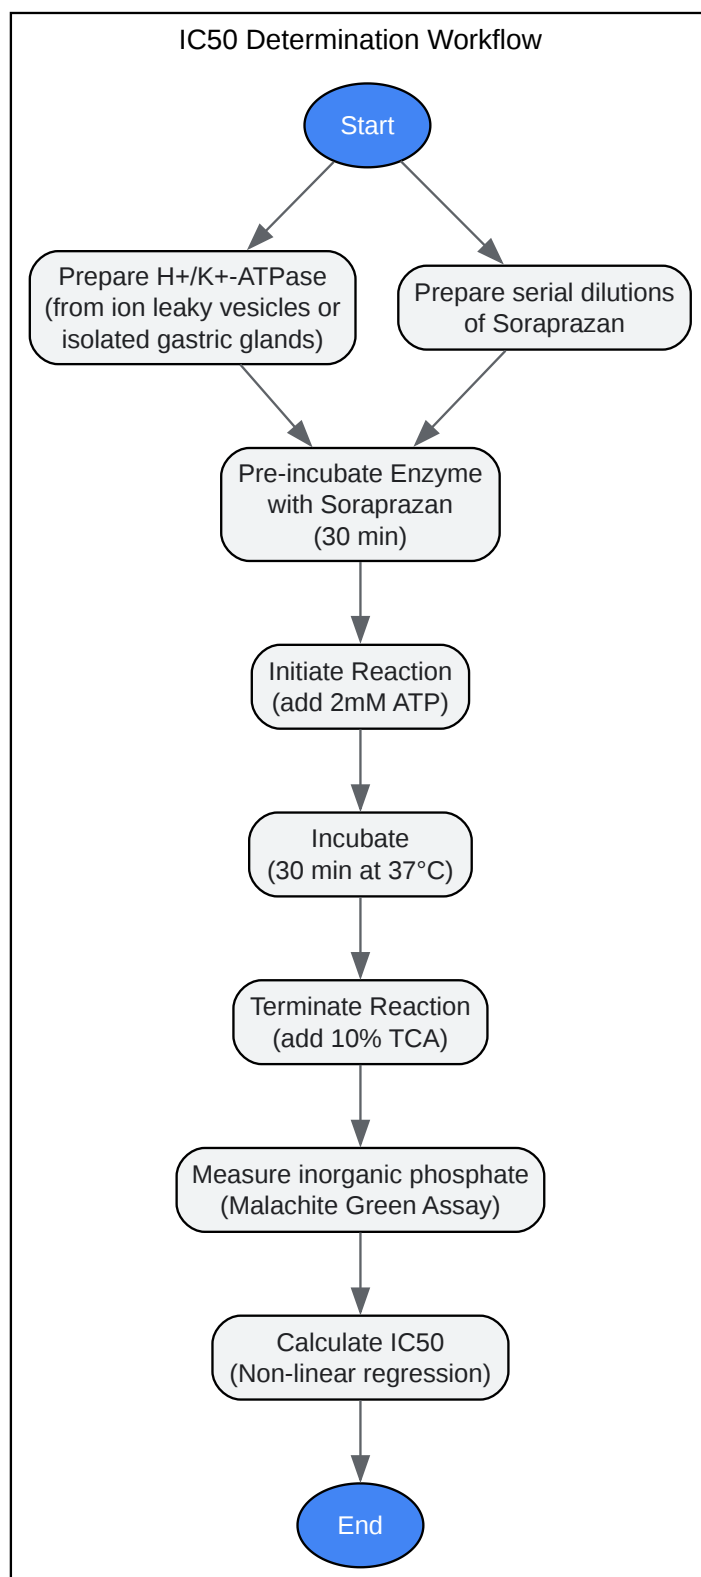 IC50 Determination Workflow
Start
Prepare H+/K+-ATPase
(from ion leaky vesicles or
isolated gastric glands)
Prepare serial dilutions
of Soraprazan
Pre-incubate Enzyme
with Soraprazan
(30 min)
Initiate Reaction
(add 2mM ATP)
Incubate
(30 min at 37°C)
Terminate Reaction
(add 10% TCA)
Measure inorganic phosphate
(Malachite Green Assay)
Calculate IC50
(Non-linear regression)
End